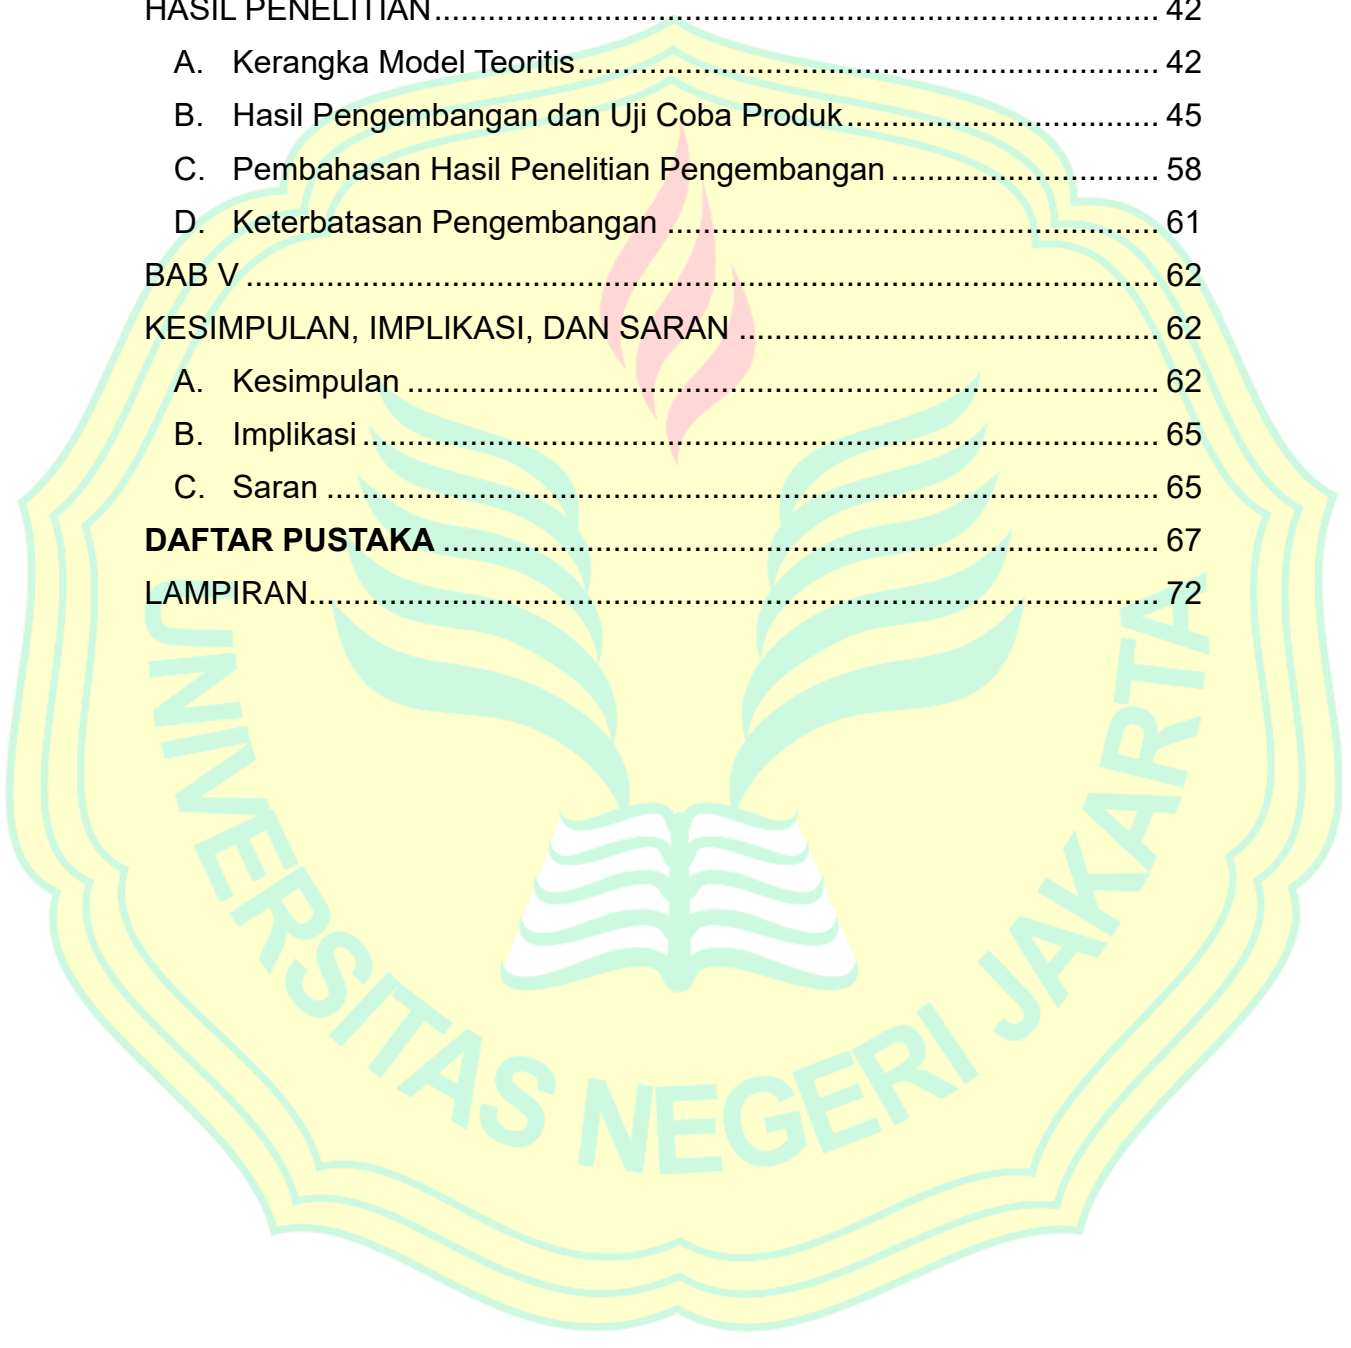 HASIL PENELITIAN........................................................................................ 42
A. Kerangka Model Teoritis.................................................................. 42
B. Hasil Pengembangan dan Uji Coba Produk................................... 45
C. Pembahasan Hasil Penelitian Pengembangan .............................. 58
D. Keterbatasan Pengembangan ....................................................... 61
BAB V ...................................................................................................... 62
KESIMPULAN, IMPLIKASI, DAN SARAN ............................................... 62
A. Kesimpulan .................................................................................... 62
B. Implikasi ......................................................................................... 65
C. Saran ............................................................................................. 65
DAFTAR PUSTAKA ................................................................................ 67
LAMPIRAN............................................................................................... 72
UNIVERSITAS NEGERI JAKARTA